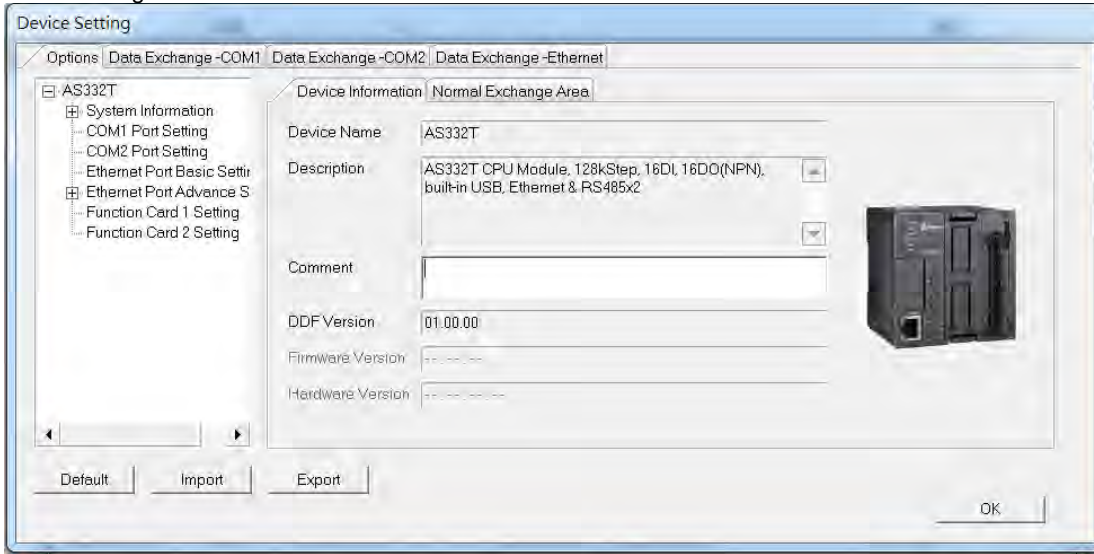 Device Setting
Options Data Exchange -COM1 Data Exchange -COM2 Data Exchange -Ethernet
AS332T
System Information
COM1 Port Setting
COM2 Port Setting
Ethernet Port Basic Settin
Ethernet Port Advance S
Function Card 1 Setting
Function Card 2 Setting
Device Information Normal Exchange Area
Device Name AS332T
Description AS332T CPU Module, 128kStep, 16DI, 16DO(NPN),
built-in USB, Ethernet & RS485x2
Comment
DDF Version 01.00.00
Firmware Version --.--.--
Hardware Version --.--.--.--
Default Import Export
OK